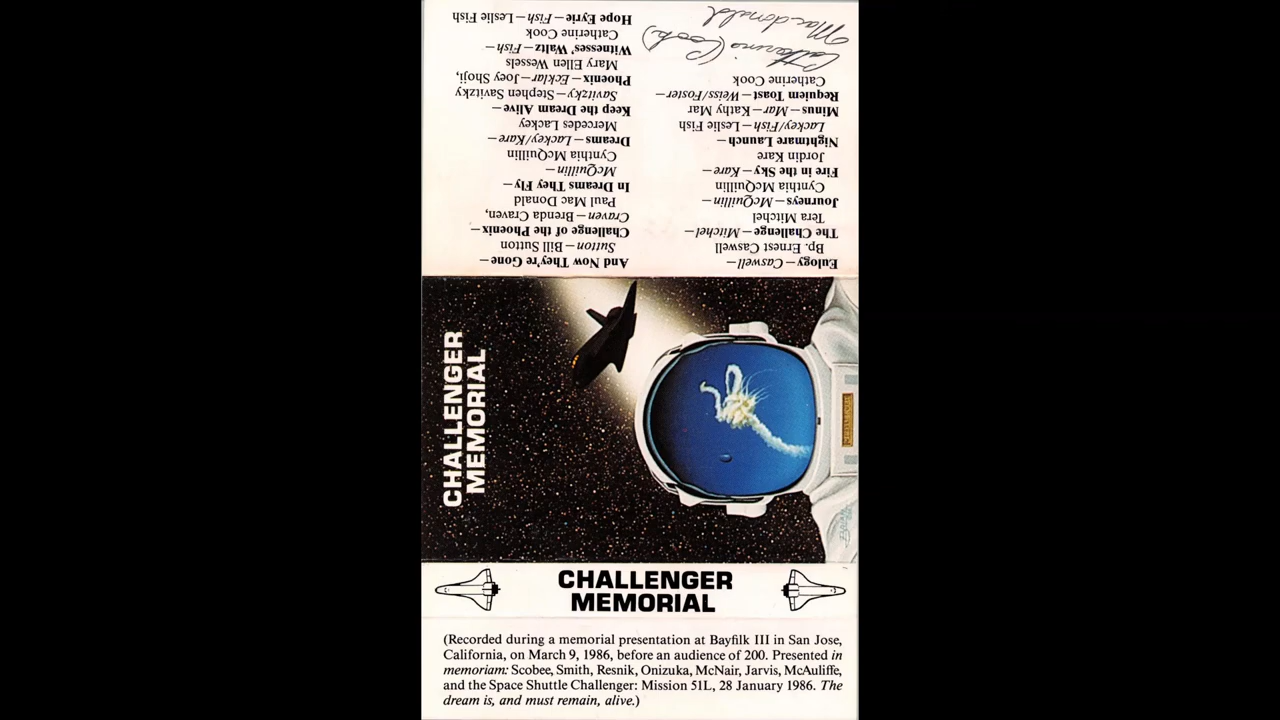 Eulogy—Caswell—
Bp. Ernest Caswell
The Challenge—Mitchel—
Tera Mitchel
Journeys—McQuillin—
Cynthia McQuillin
Fire in the Sky—Kare—
Jordin Kare
Nightmare Launch—
Lackey/Fish—Leslie Fish
Minus—Mar—Kathy Mar
Requiem Toast—Weiss/Foster—
Catherine Cook
Catherine (Cook)
Macdonald
And Now They're Gone—
Sutton—Bill Sutton
Challenge of the Phoenix—
Craven—Brenda Craven,
Paul Mac Donald
In Dreams They Fly—
McQuillin—
Cynthia McQuillin
Dreams—Lackey/Kare—
Mercedes Lackey
Keep the Dream Alive—
Savitzky—Stephen Savitzky
Phoenix—Ecklar—Joey Shoji,
Mary Ellen Wessels
Witnesses' Waltz—Fish—
Catherine Cook
Hope Eyrie—Fish—Leslie Fish
CHALLENGER
MEMORIAL
CHALLENGER
MEMORIAL
(Recorded during a memorial presentation at Bayfilk III in San Jose,
California, on March 9, 1986, before an audience of 200. Presented in
memoriam: Scobee, Smith, Resnik, Onizuka, McNair, Jarvis, McAuliffe,
and the Space Shuttle Challenger: Mission 51L, 28 January 1986. The
dream is, and must remain, alive.)